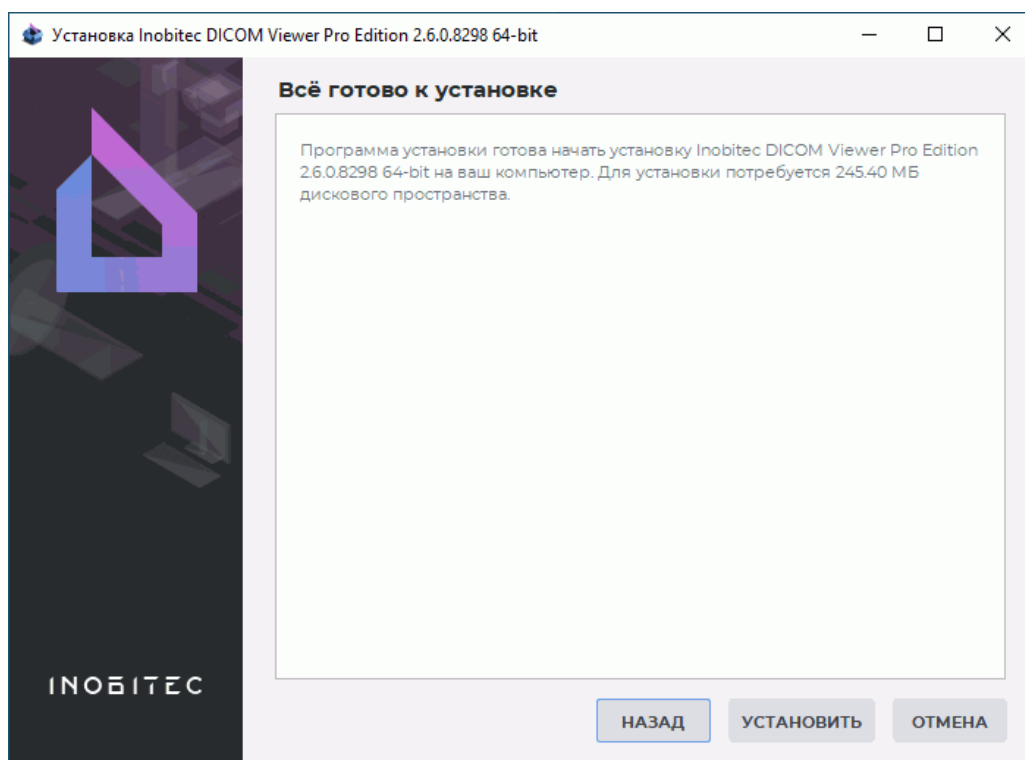 Установка Inobitec DICOM Viewer Pro Edition 2.6.0.8298 64-bit
Всё готово к установке
Программа установки готова начать установку Inobitec DICOM Viewer Pro Edition
2.6.0.8298 64-bit на ваш компьютер. Для установки потребуется 245.40 МБ
дискового пространства.
INOBITEC
НАЗАД УСТАНОВИТЬ ОТМЕНА